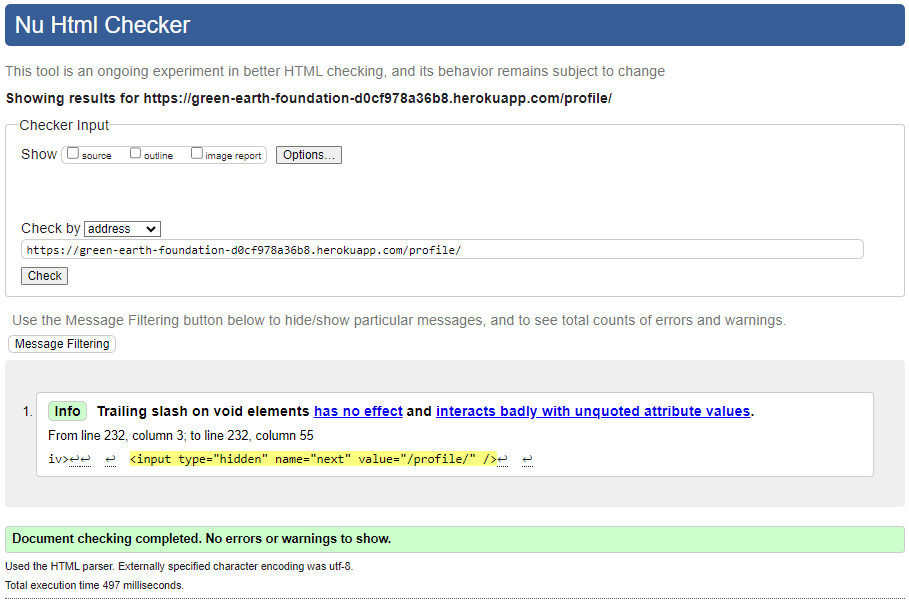 Nu Html Checker
This tool is an ongoing experiment in better HTML checking, and its behavior remains subject to change
Showing results for https://green-earth-foundation-d0cf978a36b8.herokuapp.com/profile/
Checker Input
Show source outline image report Options...
Check by address
https://green-earth-foundation-d0cf978a36b8.herokuapp.com/profile/
Check
Use the Message Filtering button below to hide/show particular messages, and to see total counts of errors and warnings.
Message Filtering
1. Info Trailing slash on void elements has no effect and interacts badly with unquoted attribute values.
From line 232, column 3; to line 232, column 55
iv>↩↩ ↩ <input type="hidden" name="next" value="/profile/" />↩ ↩
Document checking completed. No errors or warnings to show.
Used the HTML parser. Externally specified character encoding was utf-8.
Total execution time 497 milliseconds.